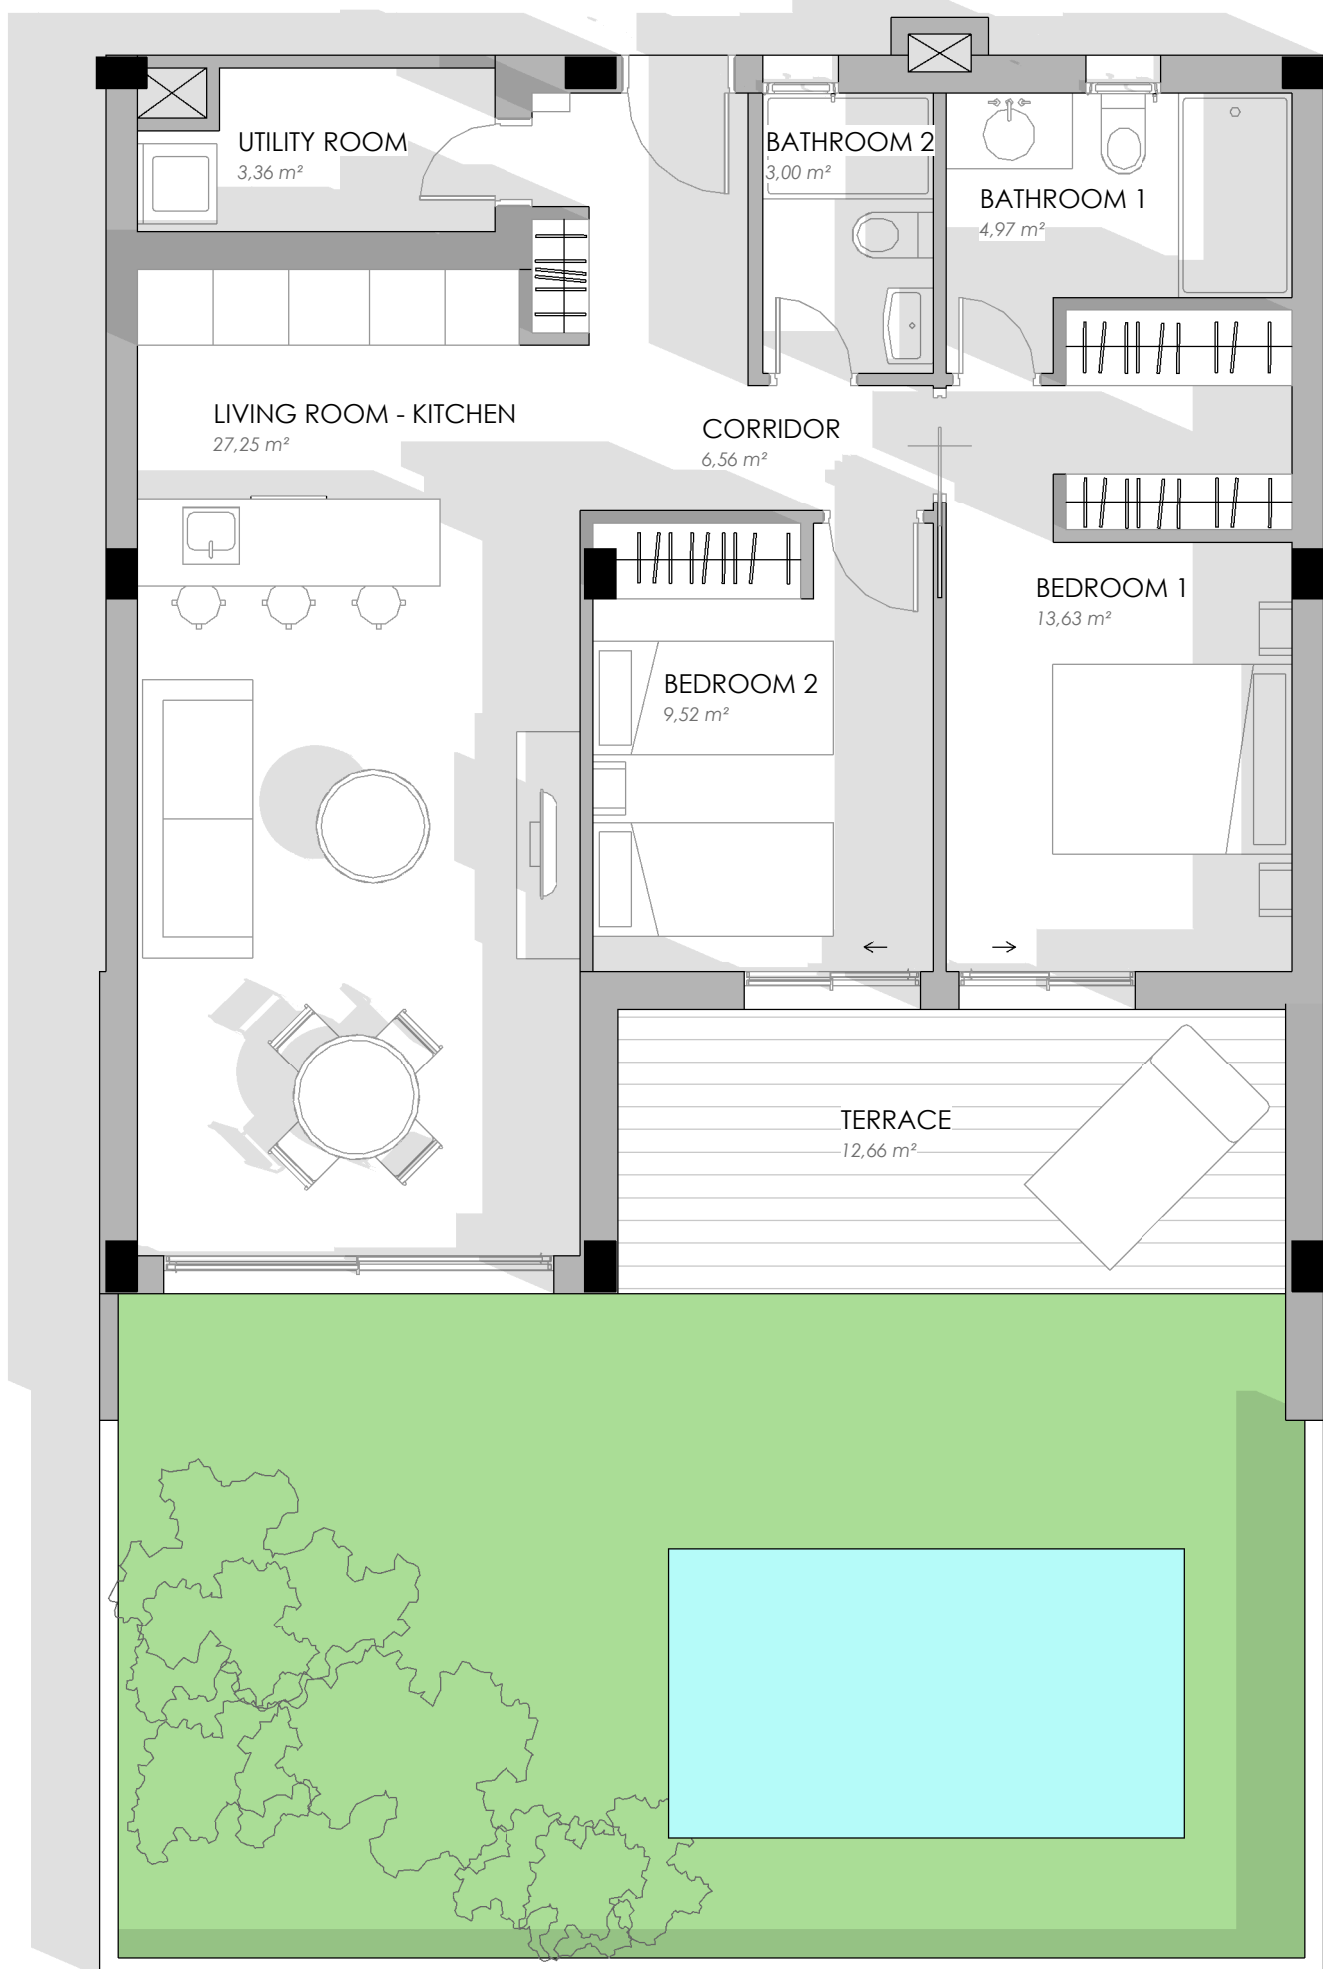 UTILITY ROOM
3,36 m²
BATHROOM 2
3,00 m²
BATHROOM 1
4,97 m²
LIVING ROOM - KITCHEN
27,25 m²
CORRIDOR
6,56 m²
BEDROOM 1
13,63 m²
BEDROOM 2
9,52 m²
TERRACE
12,66 m²